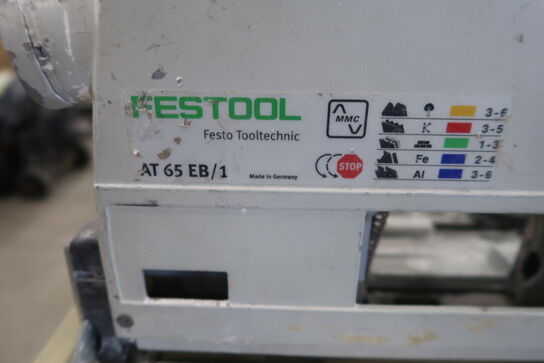 FESTOOL
Festo Tooltechnic
AT 65 EB/1
Made in Germany
MMC
STOP
3-6
K 3-5
1-3
Fe 2-4
Al 3-6